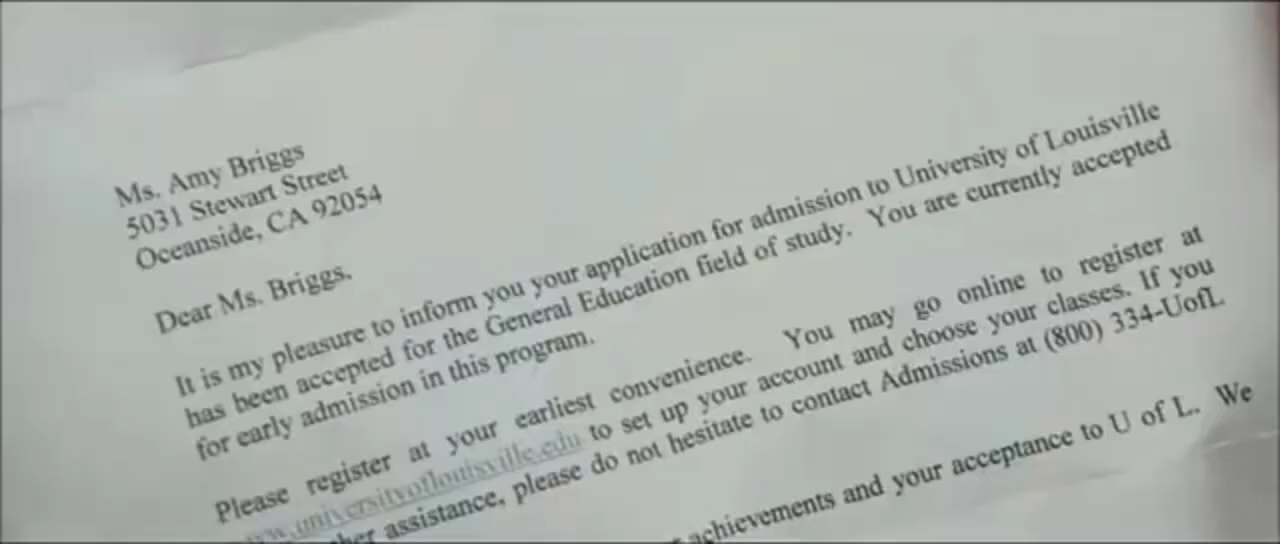 Ms. Amy Briggs
5031 Stewart Street
Oceanside, CA 92054
Dear Ms. Briggs.
It is my pleasure to inform you your application for admission to University of Louisville
has been accepted for the General Education field of study. You are currently accepted
for early admission in this program.
Please register at your earliest convenience. You may go online to register at
www.universityoflouisville.edu to set up your account and choose your classes. If you
assistance, please do not hesitate to contact Admissions at (800) 334-UofL
achievements and your acceptance to U of L. We